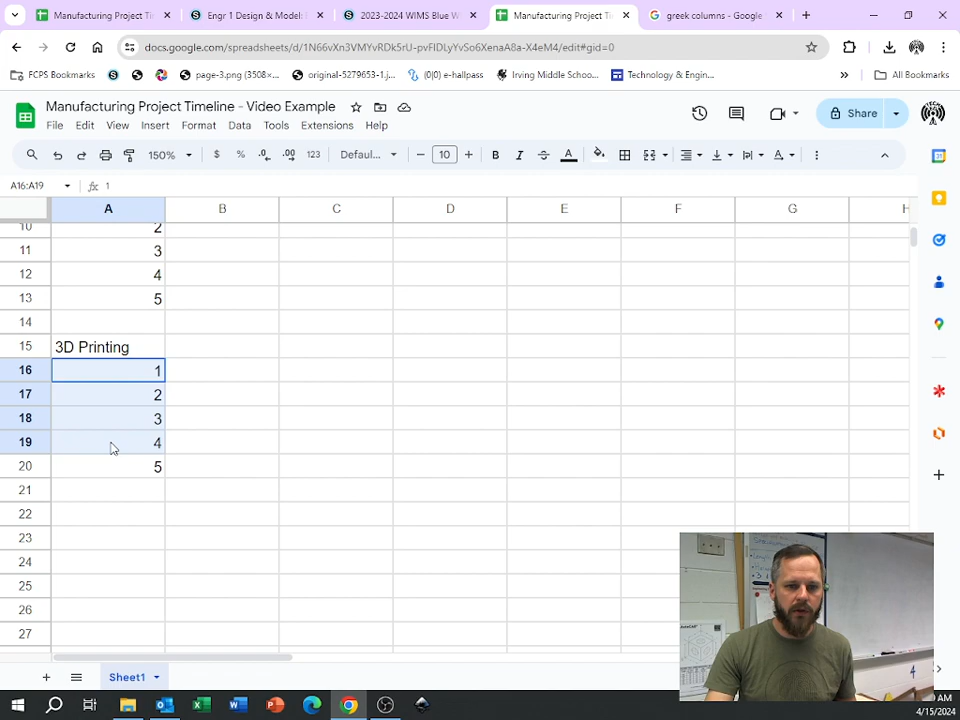 Manufacturing Project Tim
Engr 1 Design & Model:
2023-2024 WIMS Blue W
Manufacturing Project Tim
greek columns - Google
docs.google.com/spreadsheets/d/1N66vXn3VMYvRDk5rU-pvFlDLyYvSo6XenaA8a-X4eM4/edit#gid=0
FCPS Bookmarks
page-3.png (3508×...
original-5279653-1.j...
(0|0) e-hallpass
Irving Middle Schoo...
Technology & Engin...
All Bookmarks
Manufacturing Project Timeline - Video Example
Share
File Edit View Insert Format Data Tools Extensions Help
150% $ % .0 .00 123 Defaul... 10 B I A
A16:A19 fx 1
A B C D E F G H
10 2
11 3
12 4
13 5
14
15 3D Printing
16 1
17 2
18 3
19 4
20 5
21
22
23
24
25
26
27
Sheet1
AM
4/15/2024